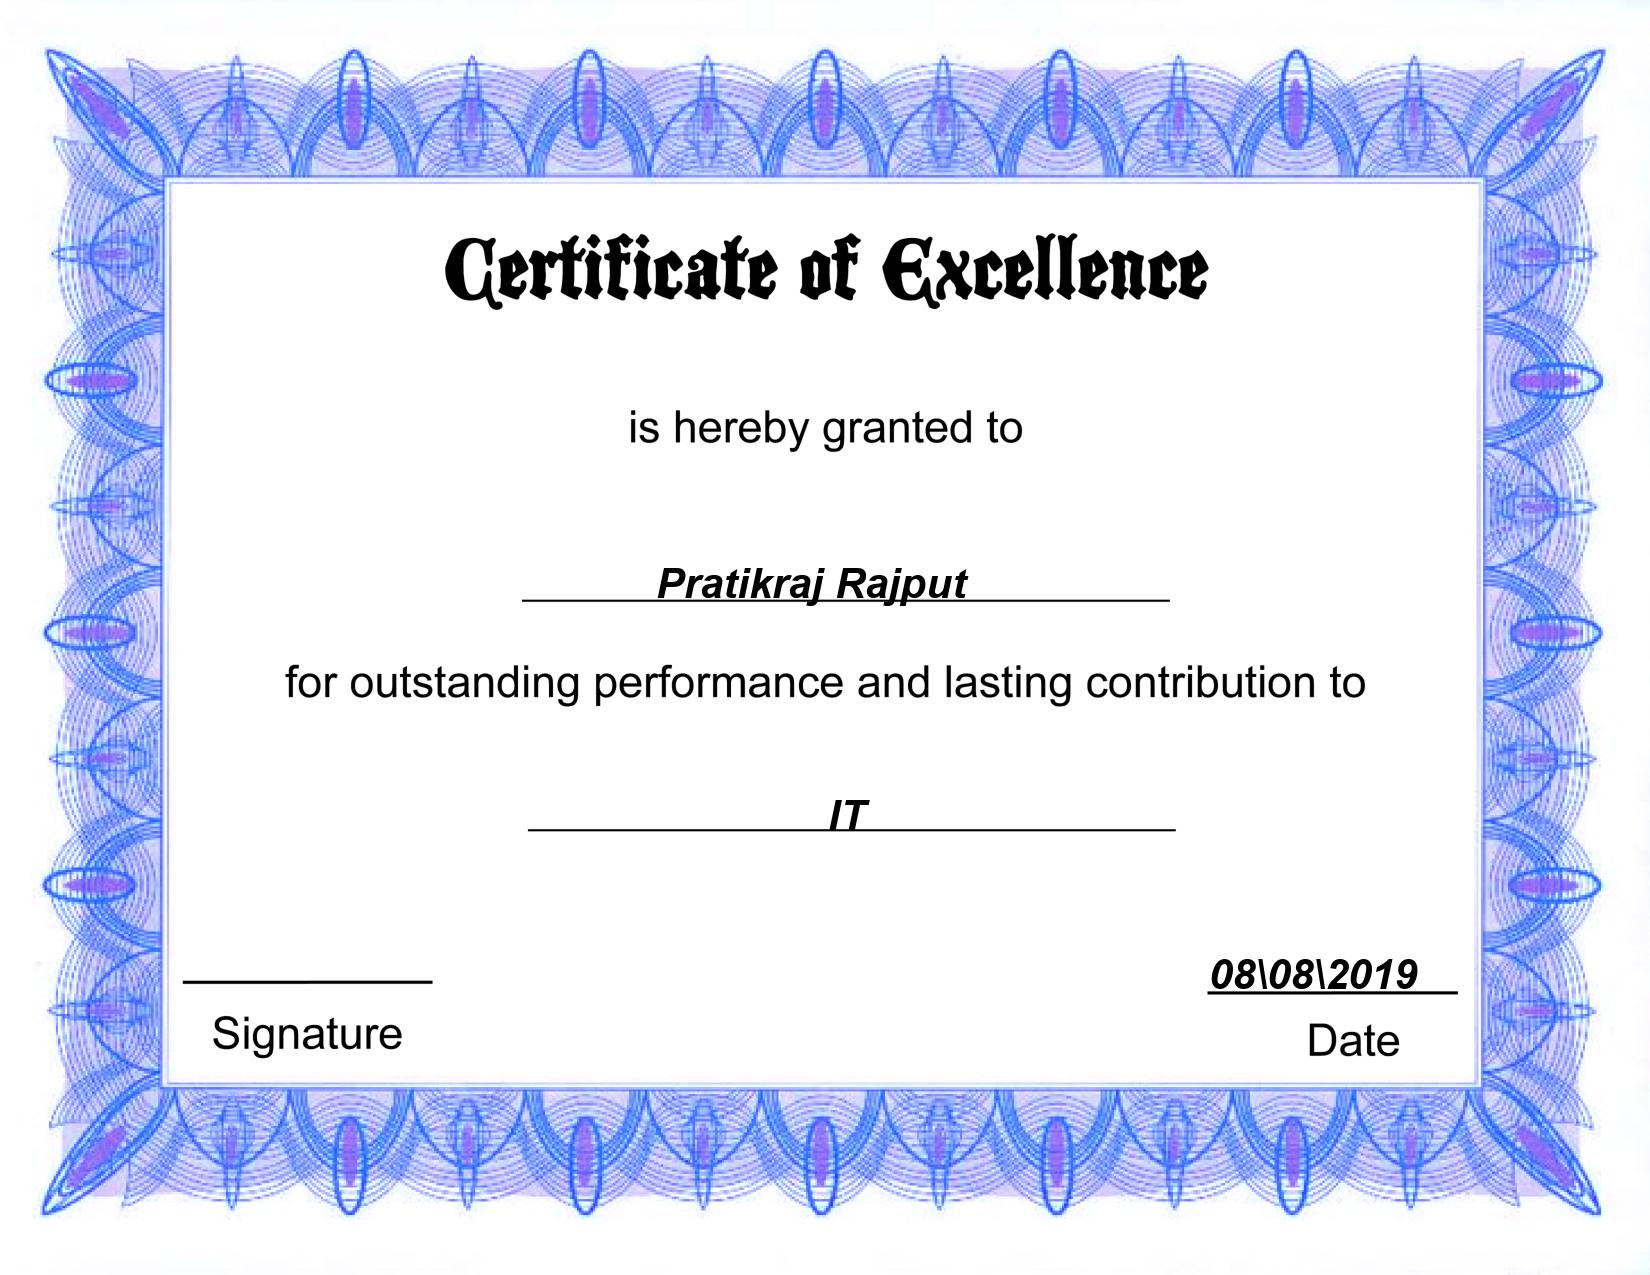 Certificate of Excellence
is hereby granted to
Pratikraj Rajput
for outstanding performance and lasting contribution to
IT
08\08\2019
Signature
Date